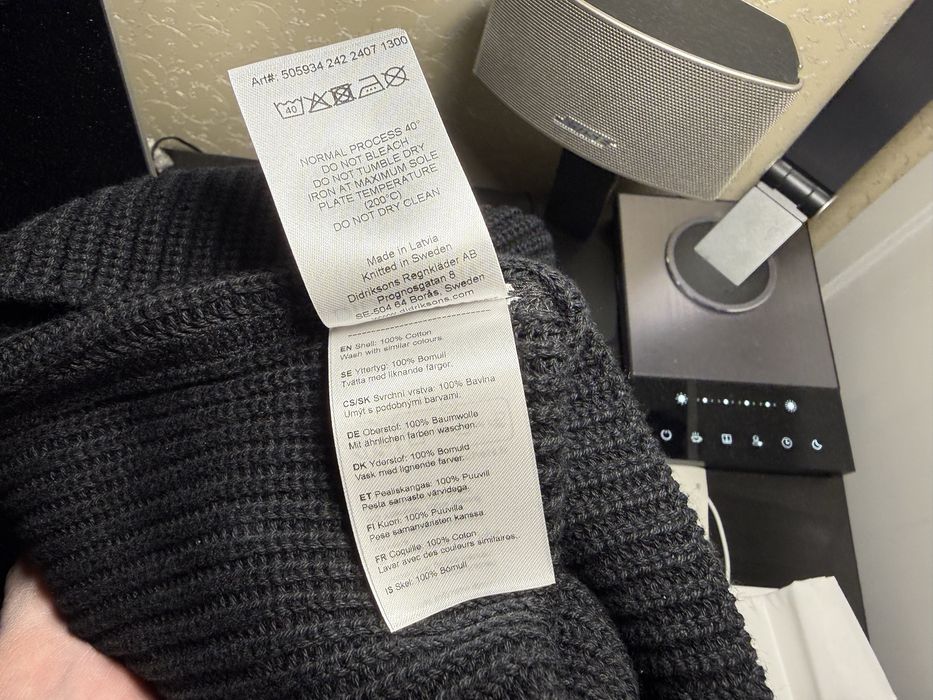 Art#: 505934 242 2407 1300
40
NORMAL PROCESS 40°
DO NOT BLEACH
DO NOT TUMBLE DRY
IRON AT MAXIMUM SOLE
PLATE TEMPERATURE
(200°C)
DO NOT DRY CLEAN
Made in Latvia
Knitted in Sweden
Didriksons Regnkläder AB
Prognosgatan 8
SE-504 64 Borås, Sweden
www.didriksons.com
EN Shell: 100% Cotton
Wash with similar colours.
SE Yttertyg: 100% Bomull
Tvätta med liknande färger.
CS/SK Svrchní vrstva: 100% Bavlna
Umýt s podobnými barvami.
DE Oberstof: 100% Baumwolle
Mit ähnlichen farben waschen.
DK Yderstof: 100% Bomuld
Vask med lignende farver.
ET Pealiskangas: 100% Puuvill
Pesta sarnaste värvidega.
FI Kuori: 100% Puuvilla
Pese samanväristen kanssa.
FR Coquille: 100% Coton
Laver avec des couleurs similaires.
IS Skel: 100% Bómull